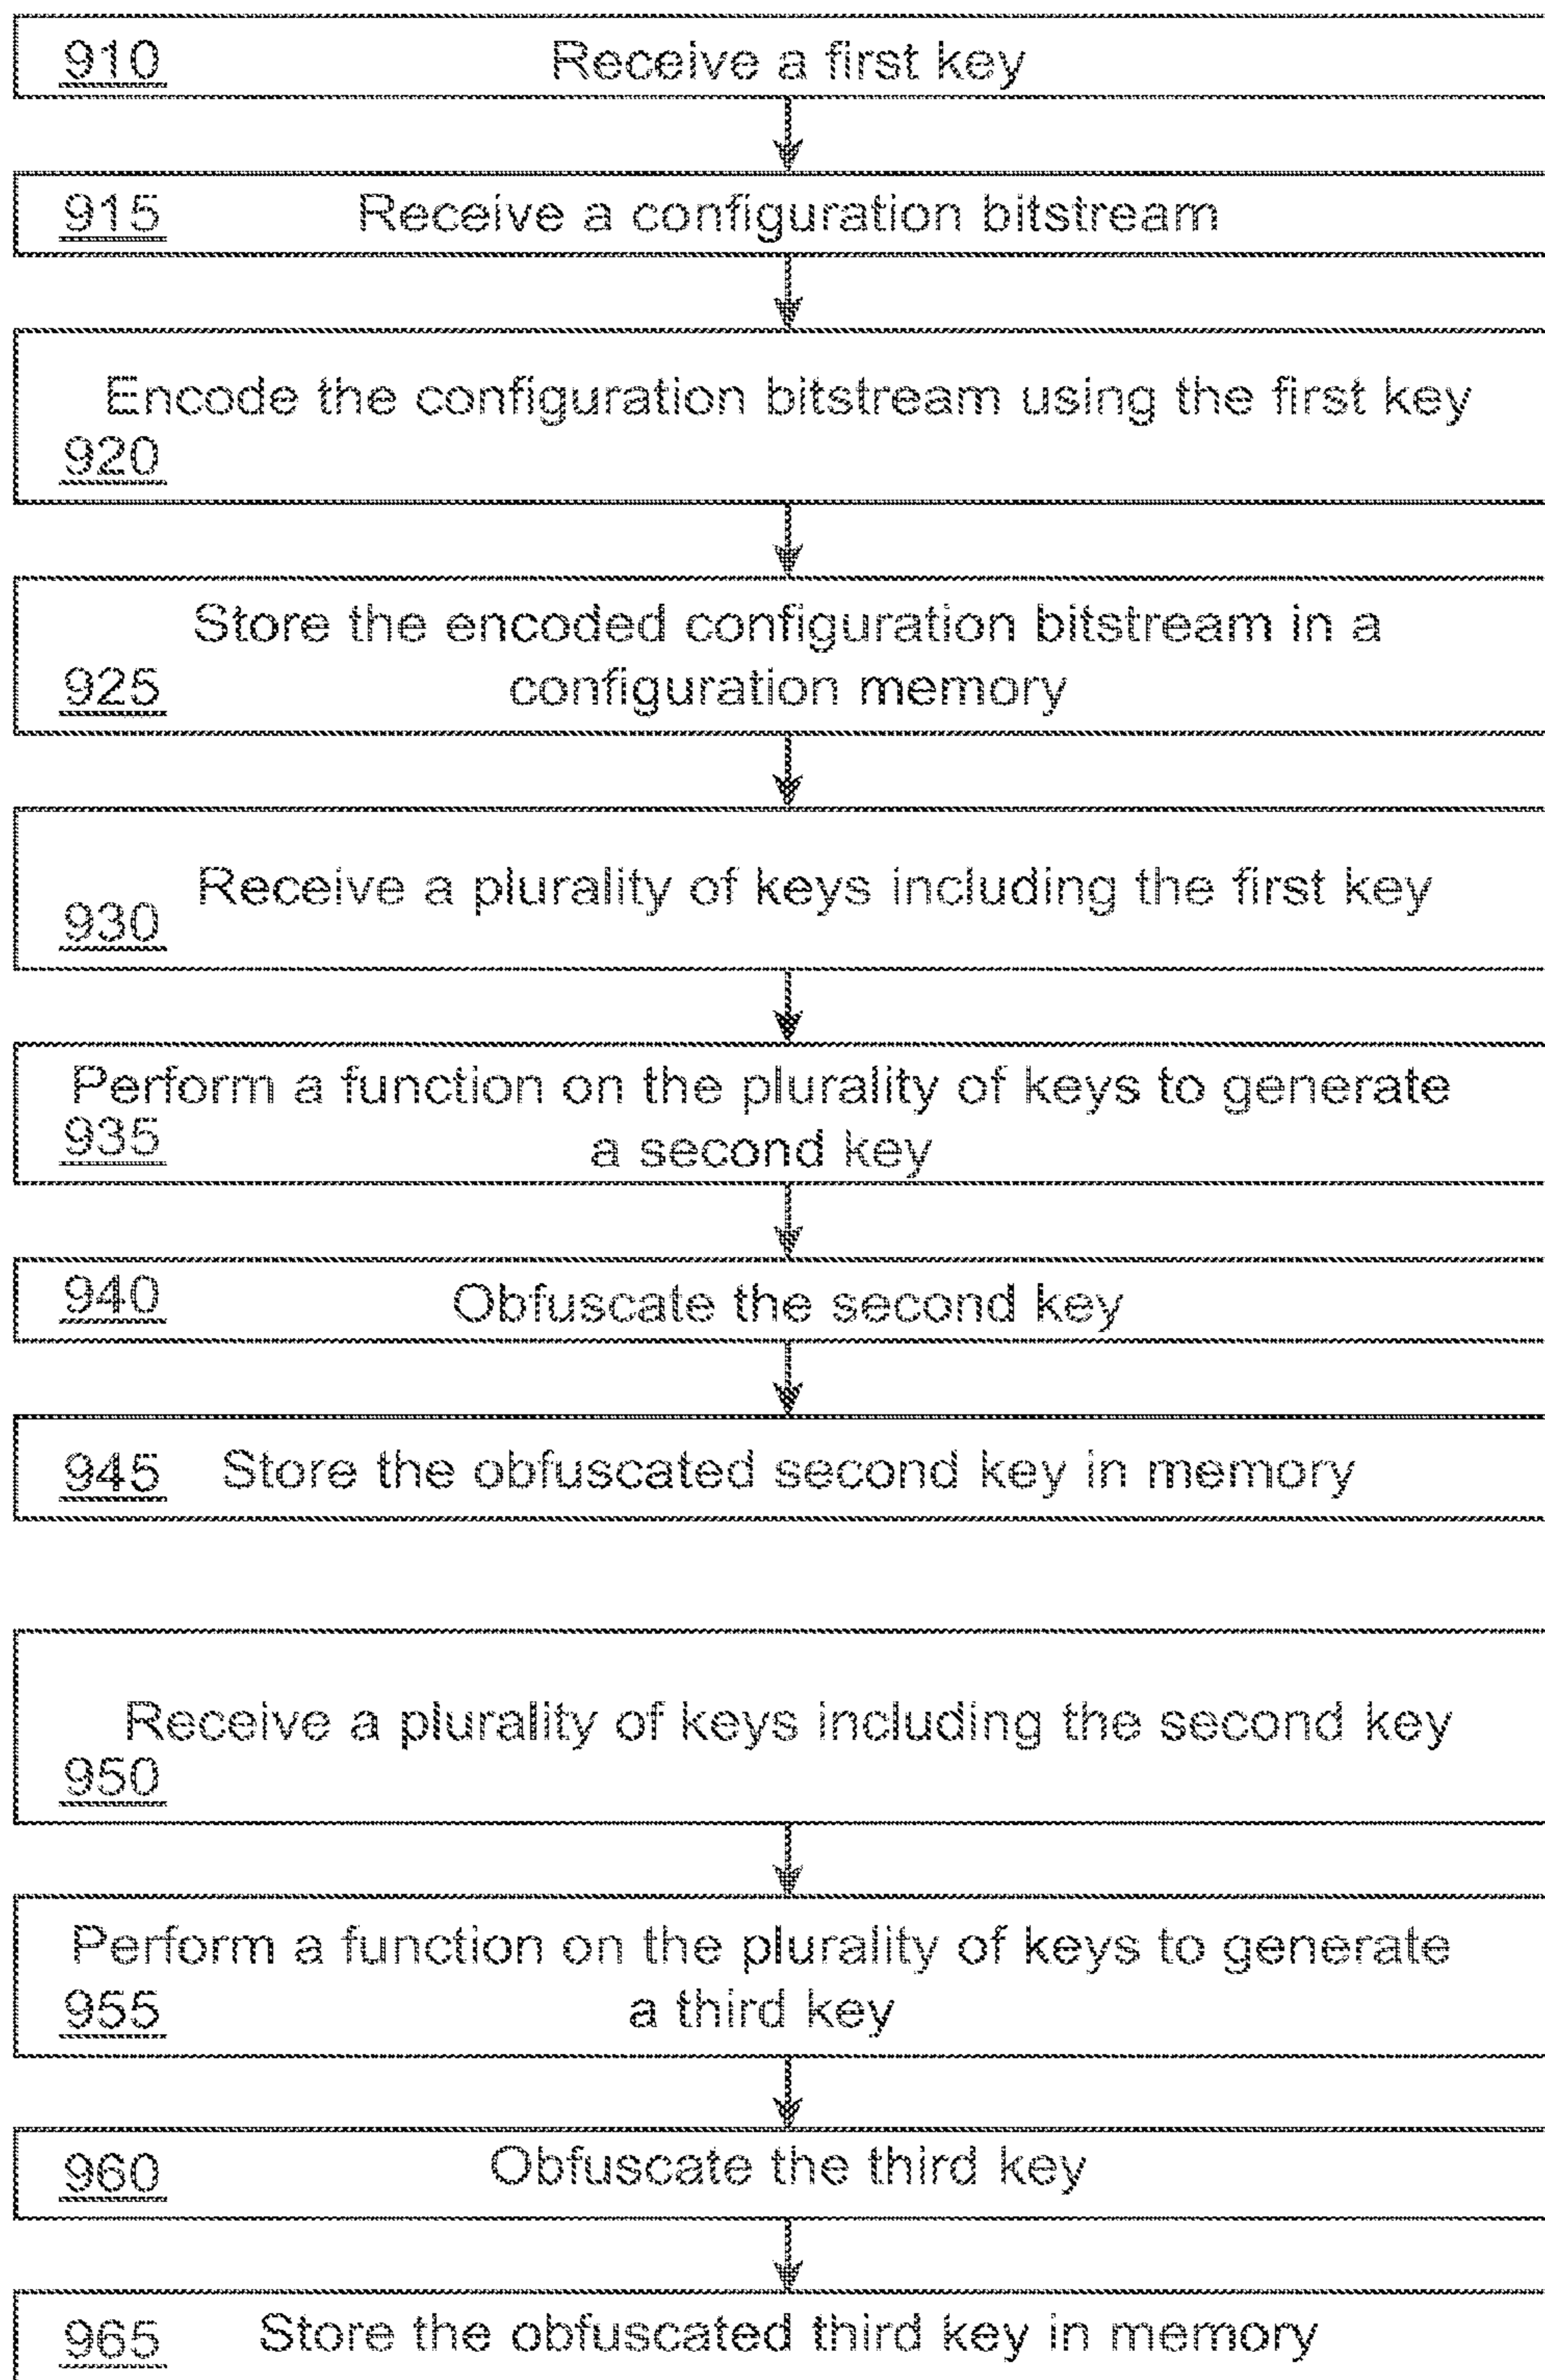 910 Receive a first key
915 Receive a configuration bitstream
Encode the configuration bitstream using the first key
920
Store the encoded configuration bitstream in a
925 configuration memory
Receive a plurality of keys including the first key
930
Perform a function on the plurality of keys to generate
935 a second key
940 Obfuscate the second key
945 Store the obfuscated second key in memory
Receive a plurality of keys including the second key
950
Perform a function on the plurality of keys to generate
955 a third key
960 Obfuscate the third key
965 Store the obfuscated third key in memory